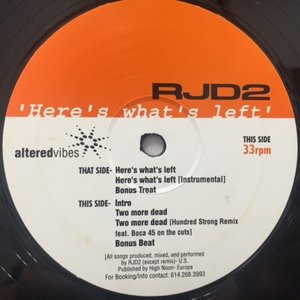 RJD2
'Here's what's left'
alteredvibes
THIS SIDE
33rpm
THAT SIDE- Here's what's left
Here's what's left [Instrumental]
Bonus Treat
THIS SIDE- Intro
Two more dead
Two more dead [Hundred Strong Remix
feat. Boca 45 on the cuts]
Bonus Beat
[All songs produced, mixed, and performed
by RJD2 (except remix)- U.S.
Published by High Noon- Europe
For Booking/Info contact: 614.268.3993